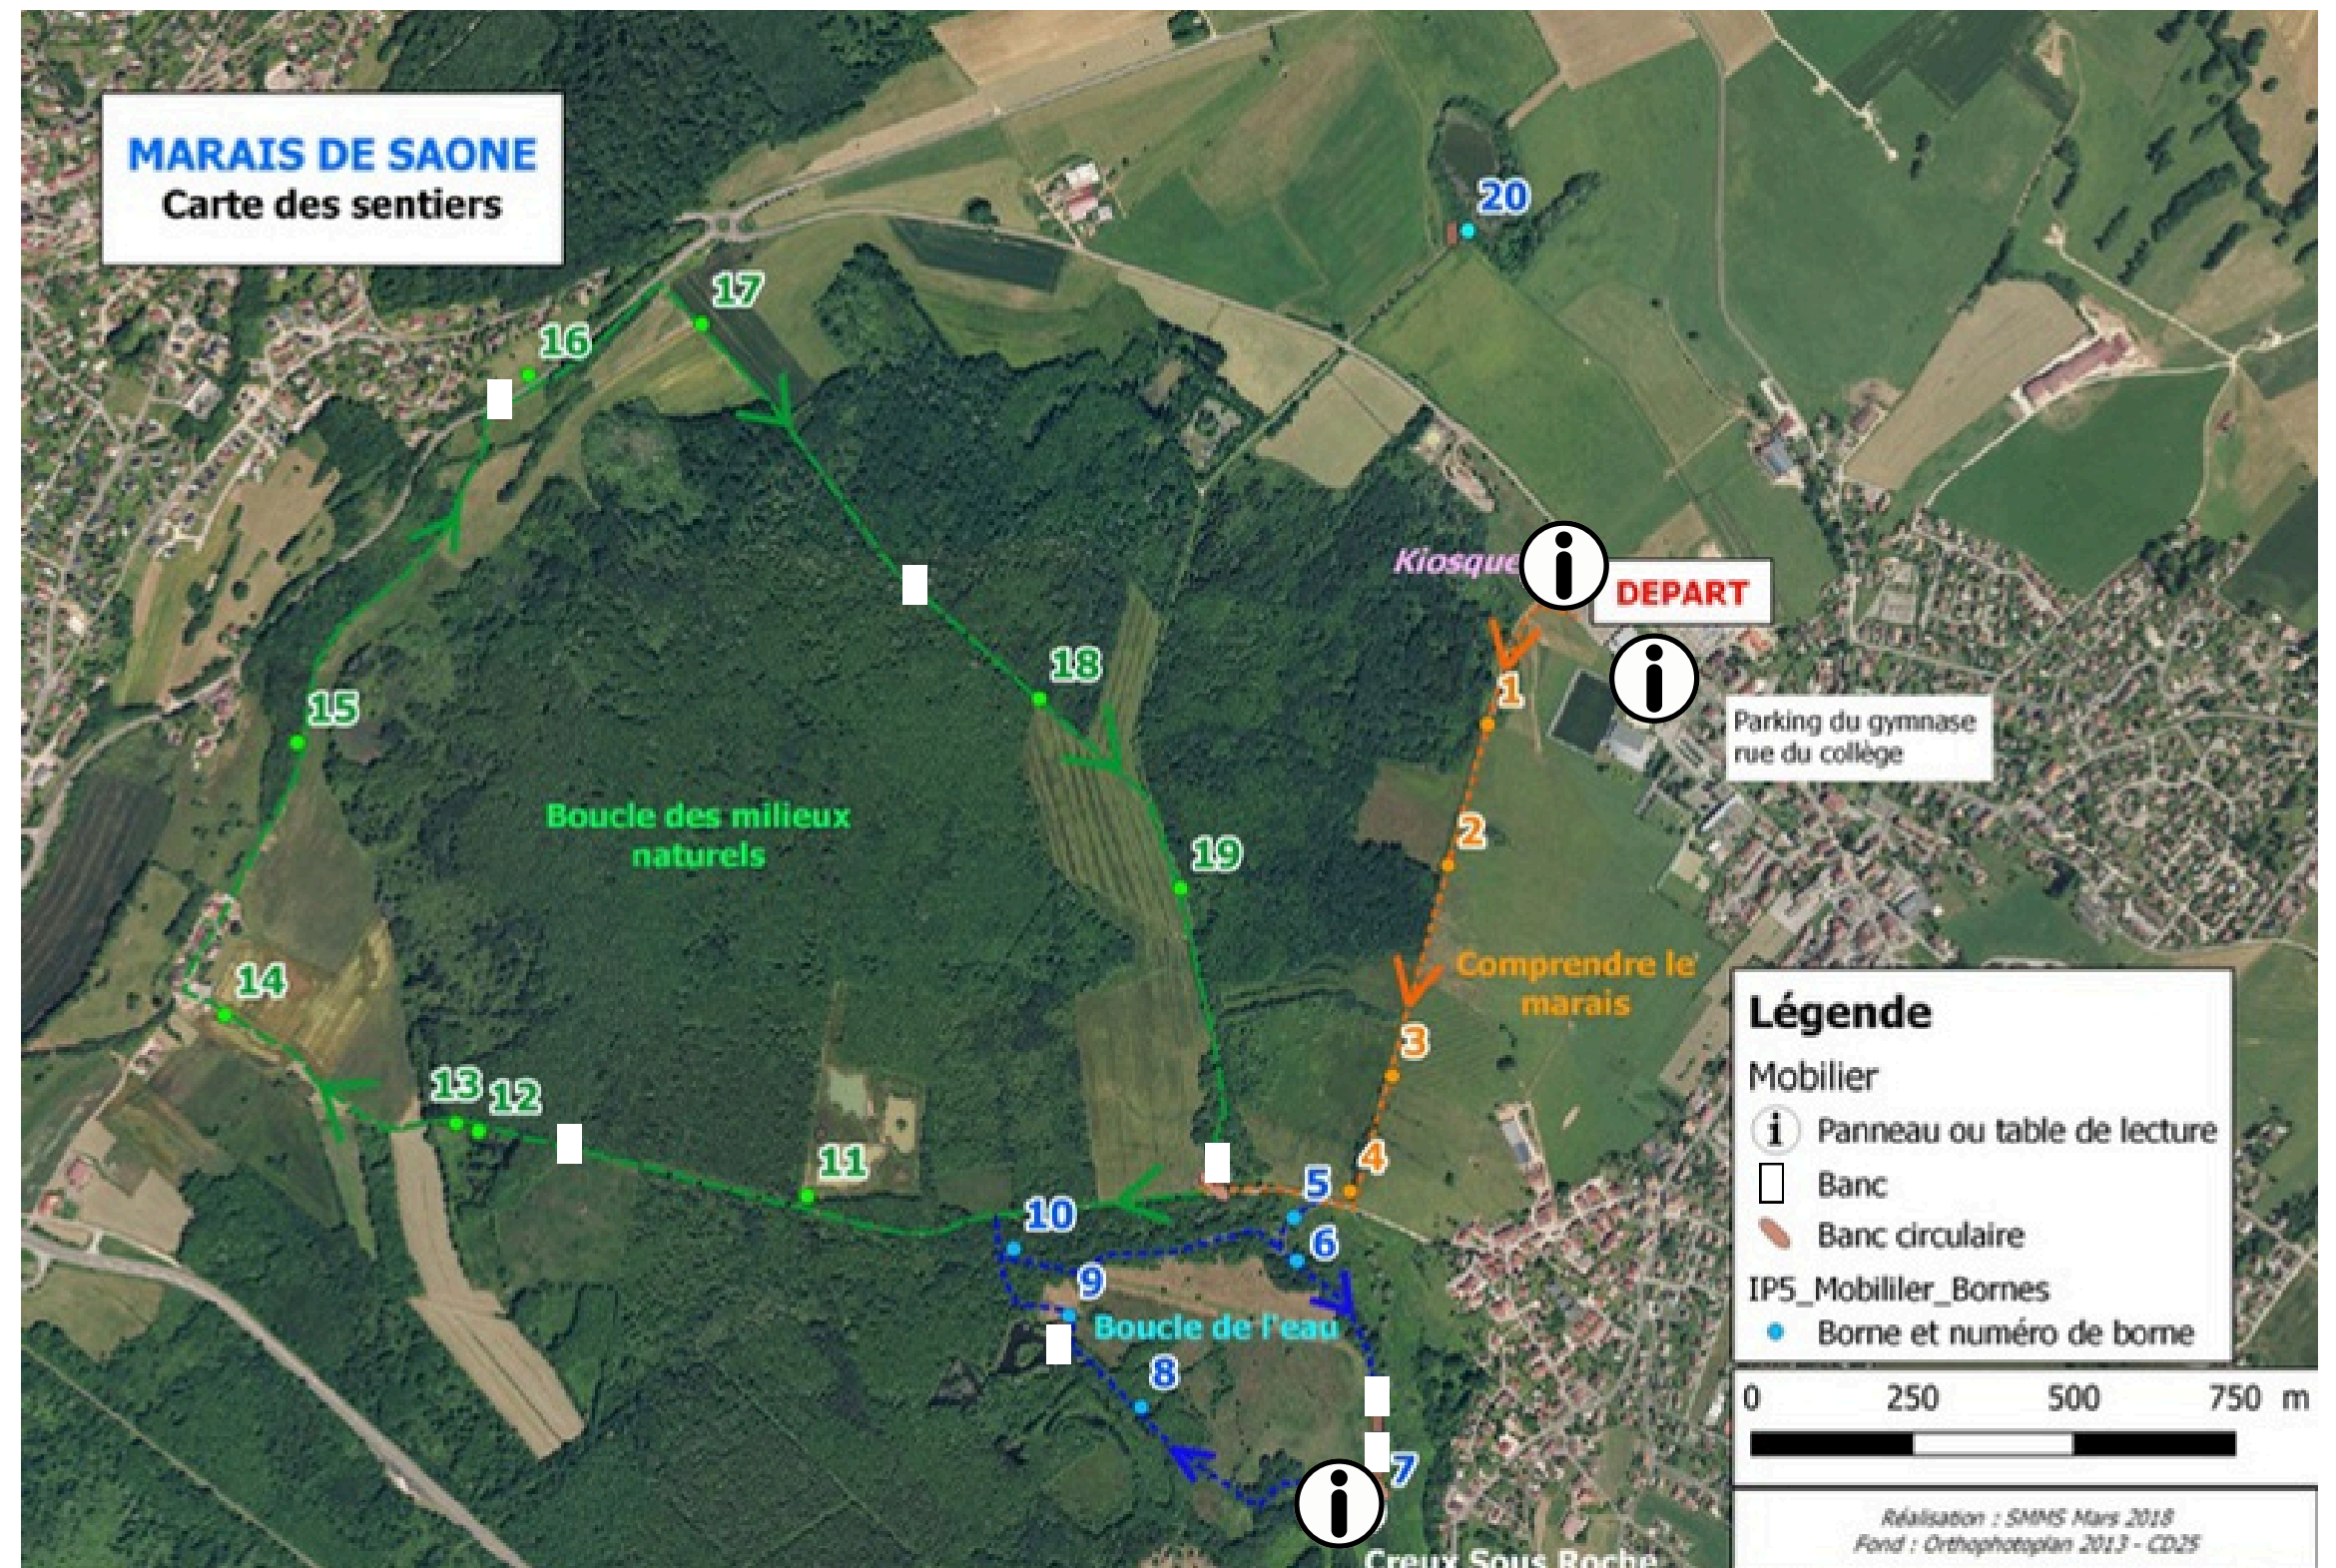 MARAIS DE SAONE
Carte des sentiers
20
17
16
Kiosque
DEPART
18
1
15
Parking du gymnase
rue du collège
Boucle des milieux
naturels
2
19
14
Comprendre le
marais
3
13
12
11
4
5
10
6
9
Boucle de l'eau
8
7
Creux Sous Roche
Légende
Mobilier
i Panneau ou table de lecture
Banc
Banc circulaire
IP5_Mobililer_Bornes
Borne et numéro de borne
0 250 500 750 m
Réalisation : SMMS Mars 2018
Fond : Orthophotoplan 2013 - CD25